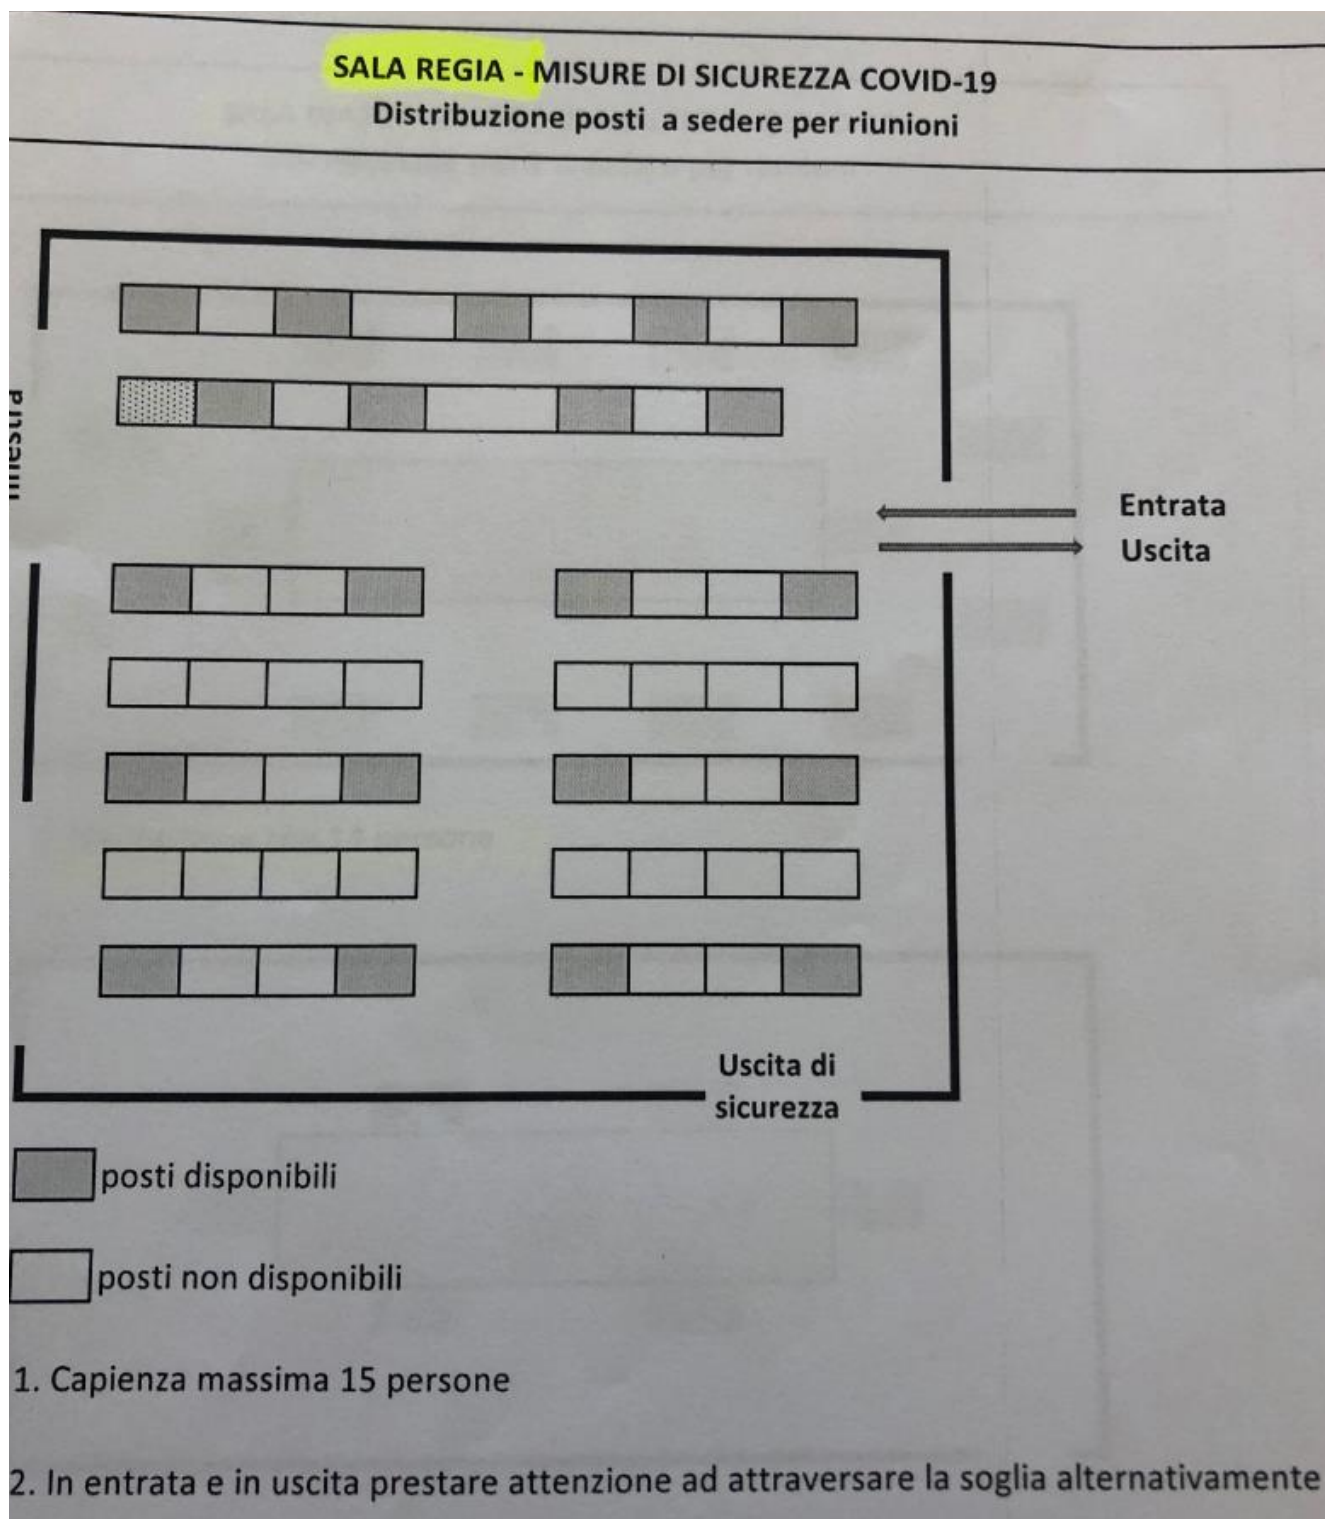 SALA REGIA - MISURE DI SICUREZZA COVID-19
Distribuzione posti a sedere per riunioni
finestra
Entrata
Uscita
Uscita di
sicurezza
posti disponibili
posti non disponibili
1. Capienza massima 15 persone
2. In entrata e in uscita prestare attenzione ad attraversare la soglia alternativamente